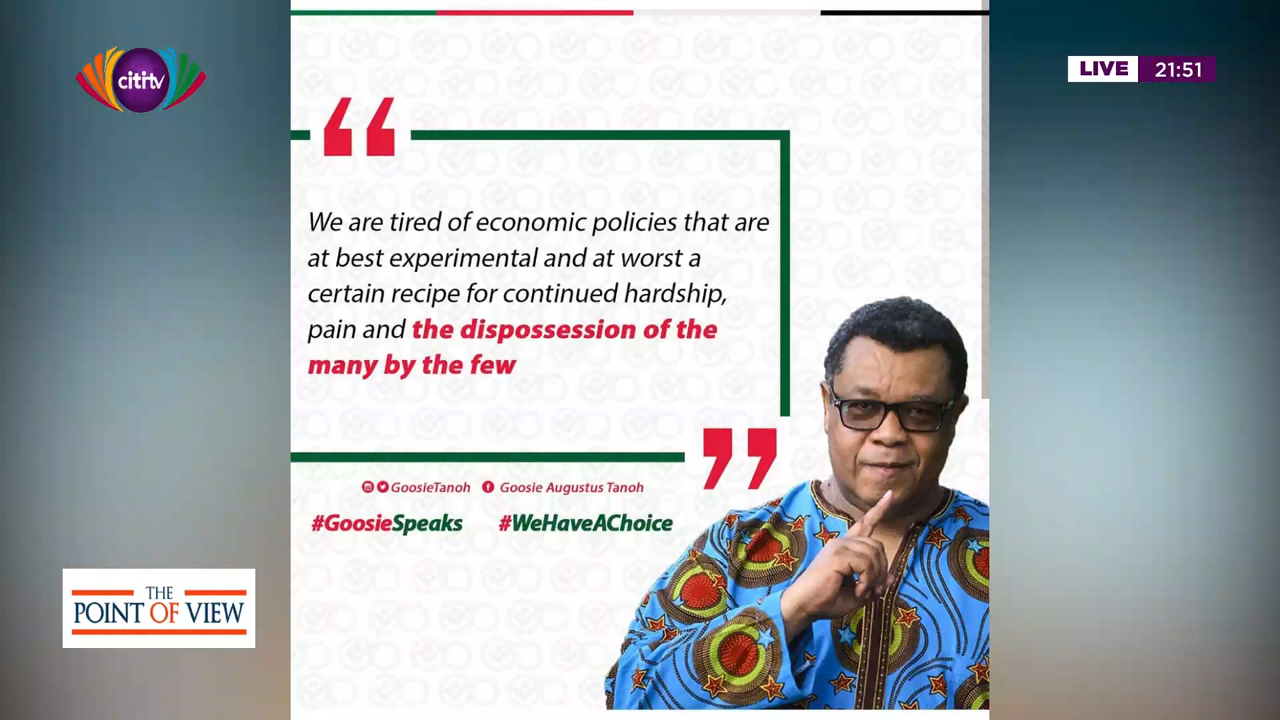 citi tv
LIVE 21:51
“
We are tired of economic policies that are
at best experimental and at worst a
certain recipe for continued hardship,
pain and the dispossession of the
many by the few
”
GoosieTanoh Goosie Augustus Tanoh
#GoosieSpeaks #WeHaveAChoice
THE
POINT OF VIEW